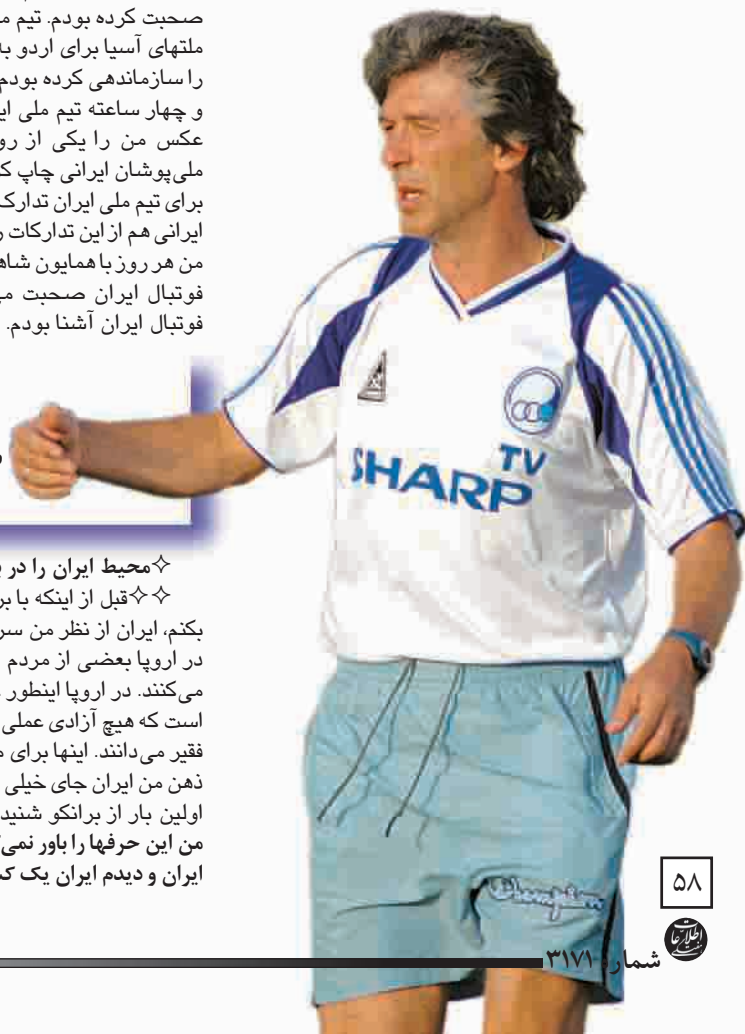 صحبت کرده بودم. تیم م
ملتهای آسیا برای اردو به
را سازماندهی کرده بودم
و چهار ساعته تیم ملی ای
عکس من را یکی از رو
ملی‌پوشان ایرانی چاپ ک
برای تیم ملی ایران تدارک
ایرانی هم از این تدارکات ر
من هر روز با همایون شاه
فوتبال ایران صحبت می
فوتبال ایران آشنا بودم.
محیط ایران را در ب
قبل از اینکه با بر
بکنم، ایران از نظر من سر
در اروپا بعضی از مردم
می‌کنند. در اروپا اینطور
است که هیچ آزادی عملی
فقیر می‌دانند. اینها برای م
ذهن من ایران جای خیلی
اولین بار از برانکو شنید
من این حرفها را باور نمی
ایران و دیدم ایران یک ک
SHARP TV
Champion
۵۸
اطلاعات هفتگی
شماره ۳۱۷۱